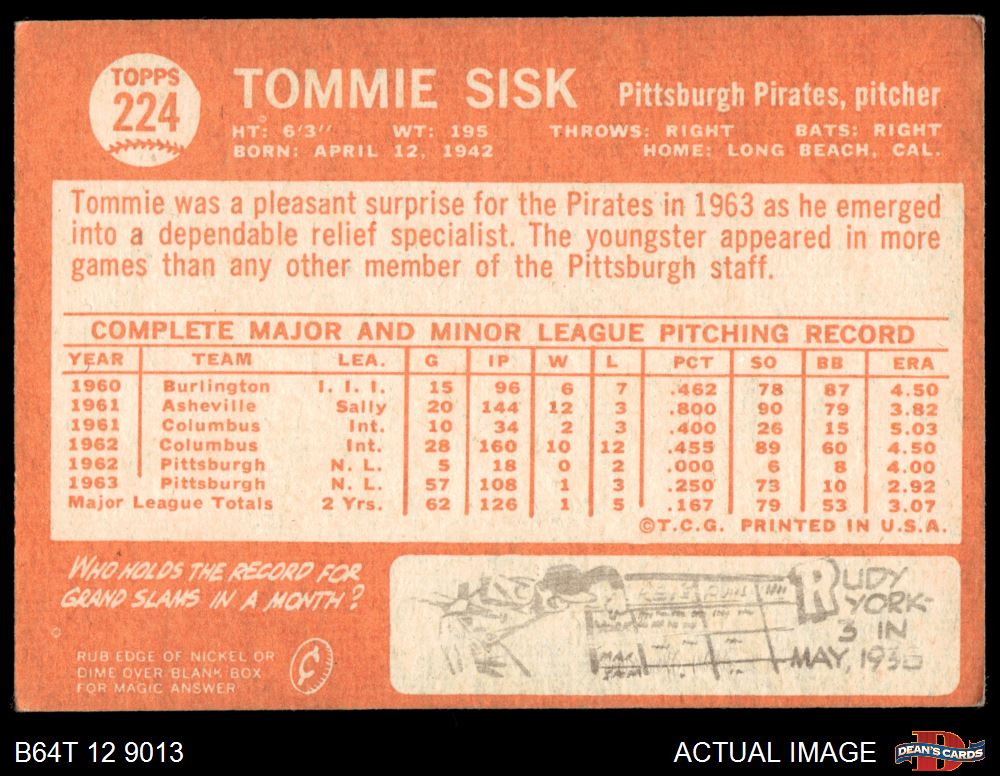 TOPPS
224
TOMMIE SISK Pittsburgh Pirates, pitcher
HT: 6'3" WT: 195 THROWS: RIGHT BATS: RIGHT
BORN: APRIL 12, 1942 HOME: LONG BEACH, CAL.
Tommie was a pleasant surprise for the Pirates in 1963 as he emerged
into a dependable relief specialist. The youngster appeared in more
games than any other member of the Pittsburgh staff.
COMPLETE MAJOR AND MINOR LEAGUE PITCHING RECORD
YEAR TEAM LEA. G IP W L PCT SO BB ERA
1960 Burlington I. I. I. 15 96 6 7 .462 78 87 4.50
1961 Asheville Sally 20 144 12 3 .800 90 79 3.82
1961 Columbus Int. 10 34 2 3 .400 26 15 5.03
1962 Columbus Int. 28 160 10 12 .455 89 60 4.50
1962 Pittsburgh N. L. 5 18 0 2 .000 6 8 4.00
1963 Pittsburgh N. L. 57 108 1 3 .250 73 10 2.92
Major League Totals 2 Yrs. 62 126 1 5 .167 79 53 3.07
©T.C.G. PRINTED IN U.S.A.
WHO HOLDS THE RECORD FOR
GRAND SLAMS IN A MONTH?
RUB EDGE OF NICKEL OR
DIME OVER BLANK BOX
FOR MAGIC ANSWER
RUDY
YORK-
3 IN
MAY, 193
B64T 12 9013 ACTUAL IMAGE DEAN'S CARDS